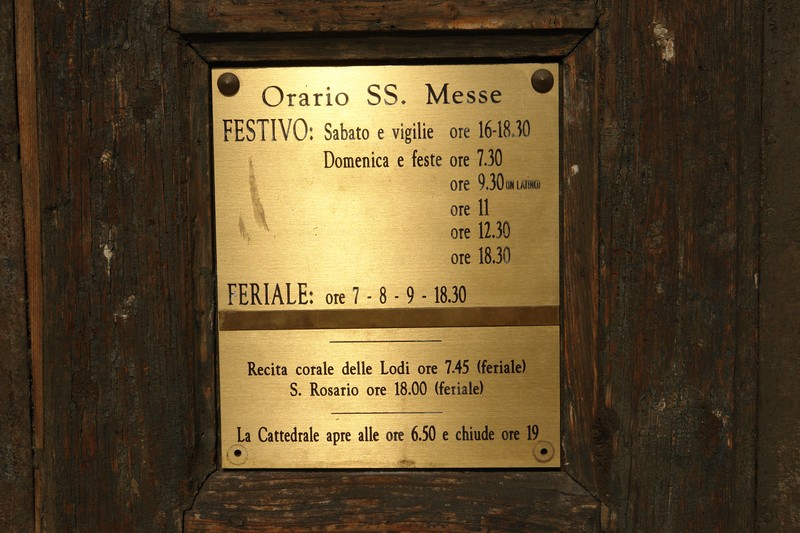 Orario SS. Messe
FESTIVO: Sabato e vigilie ore 16-18.30
Domenica e feste ore 7.30
ore 9.30 (IN LATINO)
ore 11
ore 12.30
ore 18.30
FERIALE: ore 7 - 8 - 9 - 18.30
Recita corale delle Lodi ore 7.45 (feriale)
S. Rosario ore 18.00 (feriale)
La Cattedrale apre alle ore 6.50 e chiude ore 19